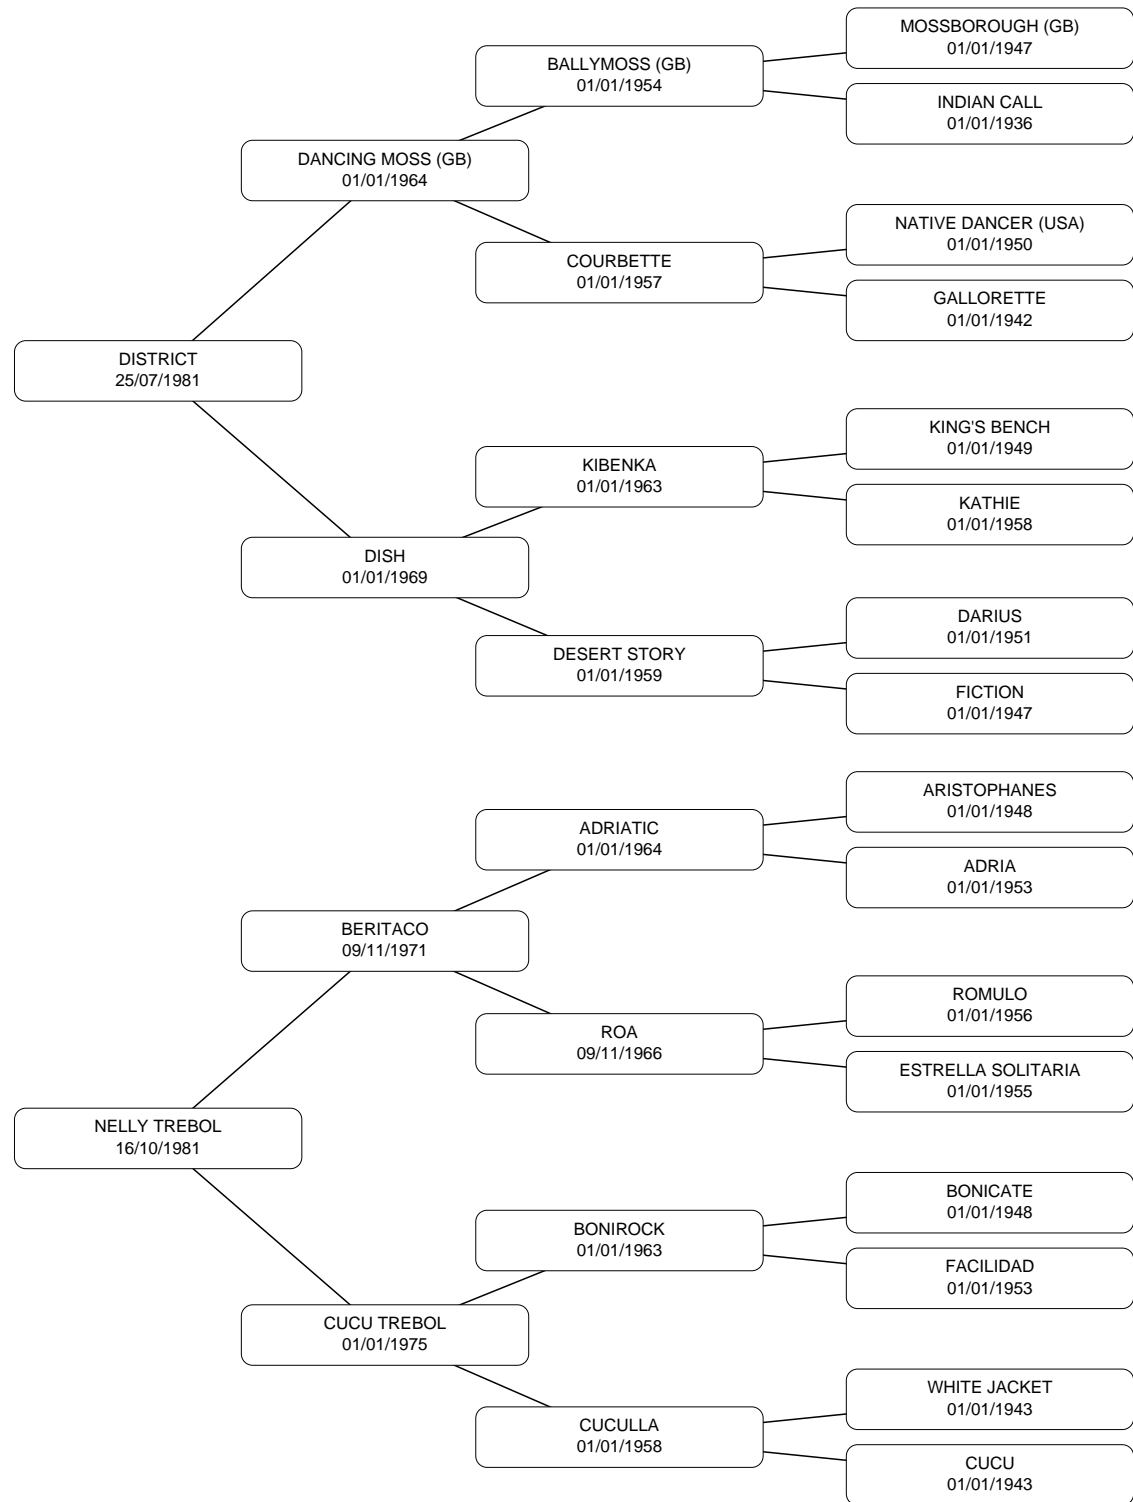 MOSSBOROUGH (GB)
01/01/1947
BALLYMOSS (GB)
01/01/1954
INDIAN CALL
01/01/1936
DANCING MOSS (GB)
01/01/1964
NATIVE DANCER (USA)
01/01/1950
COURBETTE
01/01/1957
GALLORETTE
01/01/1942
DISTRICT
25/07/1981
KING'S BENCH
01/01/1949
KIBENKA
01/01/1963
KATHIE
01/01/1958
DISH
01/01/1969
DARIUS
01/01/1951
DESERT STORY
01/01/1959
FICTION
01/01/1947
ARISTOPHANES
01/01/1948
ADRIATIC
01/01/1964
ADRIA
01/01/1953
BERITACO
09/11/1971
ROMULO
01/01/1956
ROA
09/11/1966
ESTRELLA SOLITARIA
01/01/1955
NELLY TREBOL
16/10/1981
BONICATE
01/01/1948
BONIROCK
01/01/1963
FACILIDAD
01/01/1953
CUCU TREBOL
01/01/1975
WHITE JACKET
01/01/1943
CUCULLA
01/01/1958
CUCU
01/01/1943